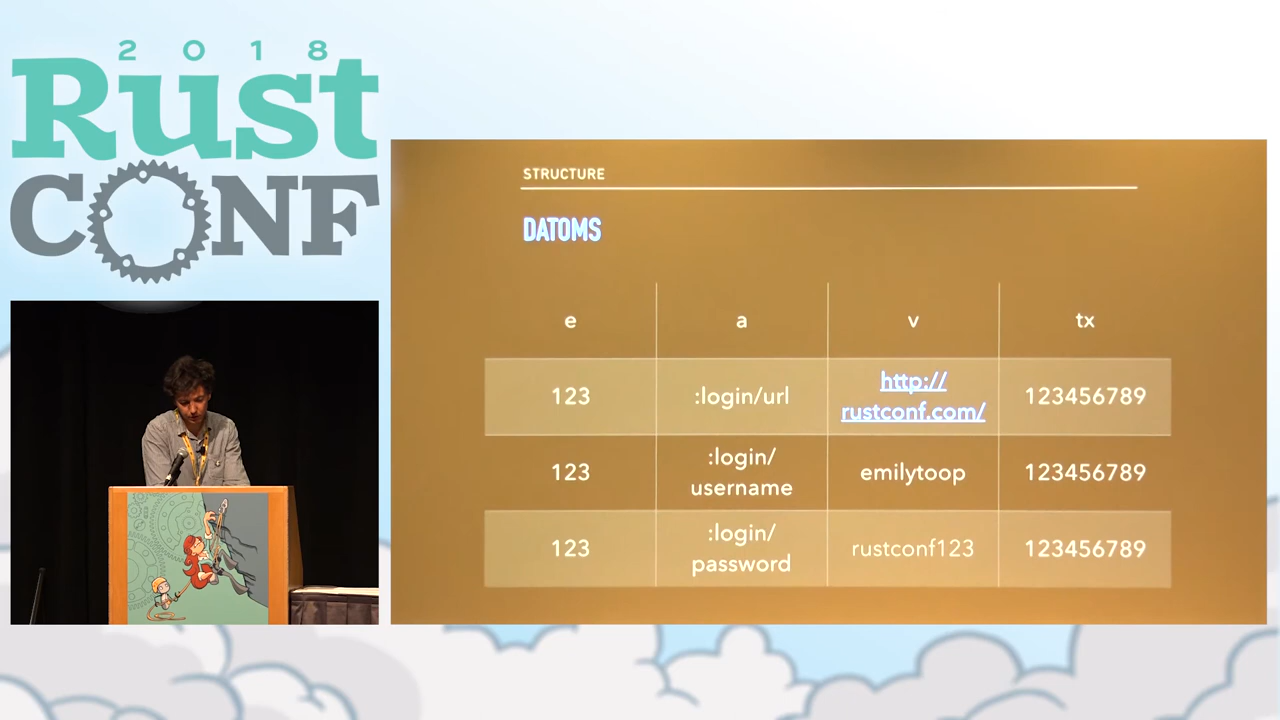 2018
Rust
CONF
STRUCTURE
DATOMS
e a v tx
123 :login/url http://
rustconf.com/ 123456789
123 :login/
username emilytoop 123456789
123 :login/
password rustconf123 123456789